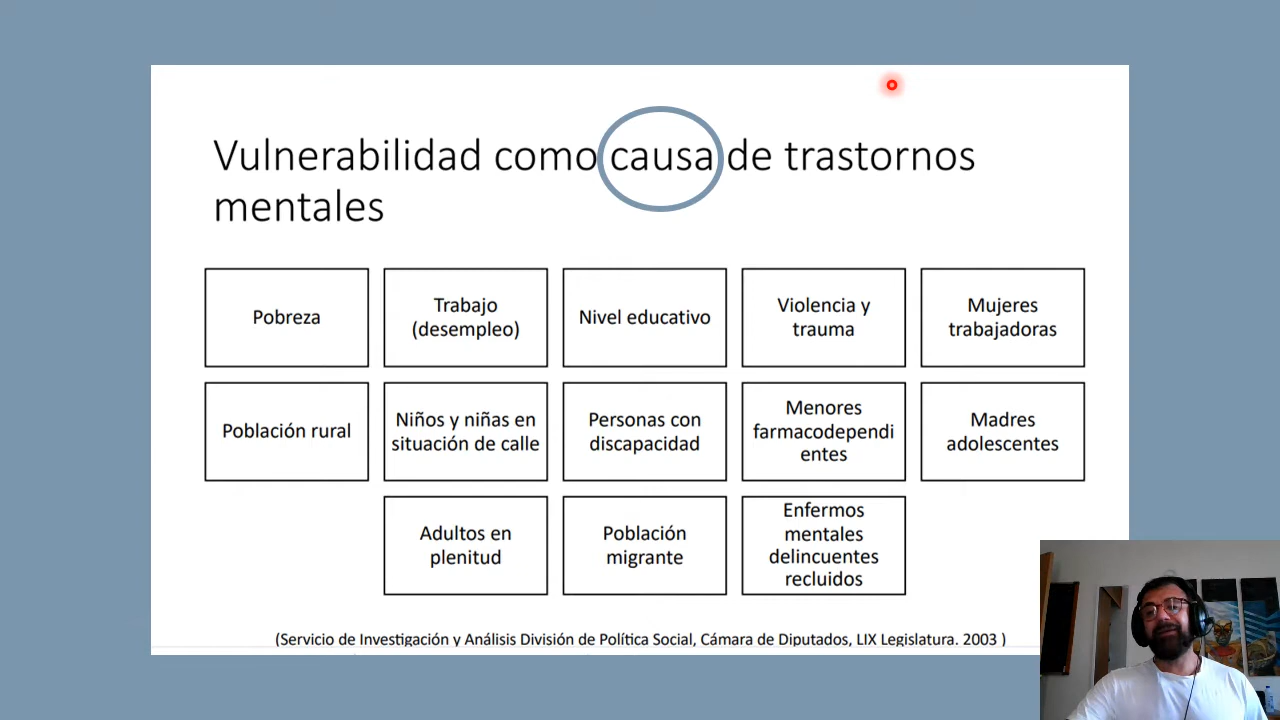 Vulnerabilidad como causa de trastornos
mentales
Pobreza
Trabajo
(desempleo)
Nivel educativo
Violencia y
trauma
Mujeres
trabajadoras
Población rural
Niños y niñas en
situación de calle
Personas con
discapacidad
Menores
farmacodependi
entes
Madres
adolescentes
Adultos en
plenitud
Población
migrante
Enfermos
mentales
delincuentes
recluidos
(Servicio de Investigación y Análisis División de Política Social, Cámara de Diputados, LIX Legislatura. 2003 )